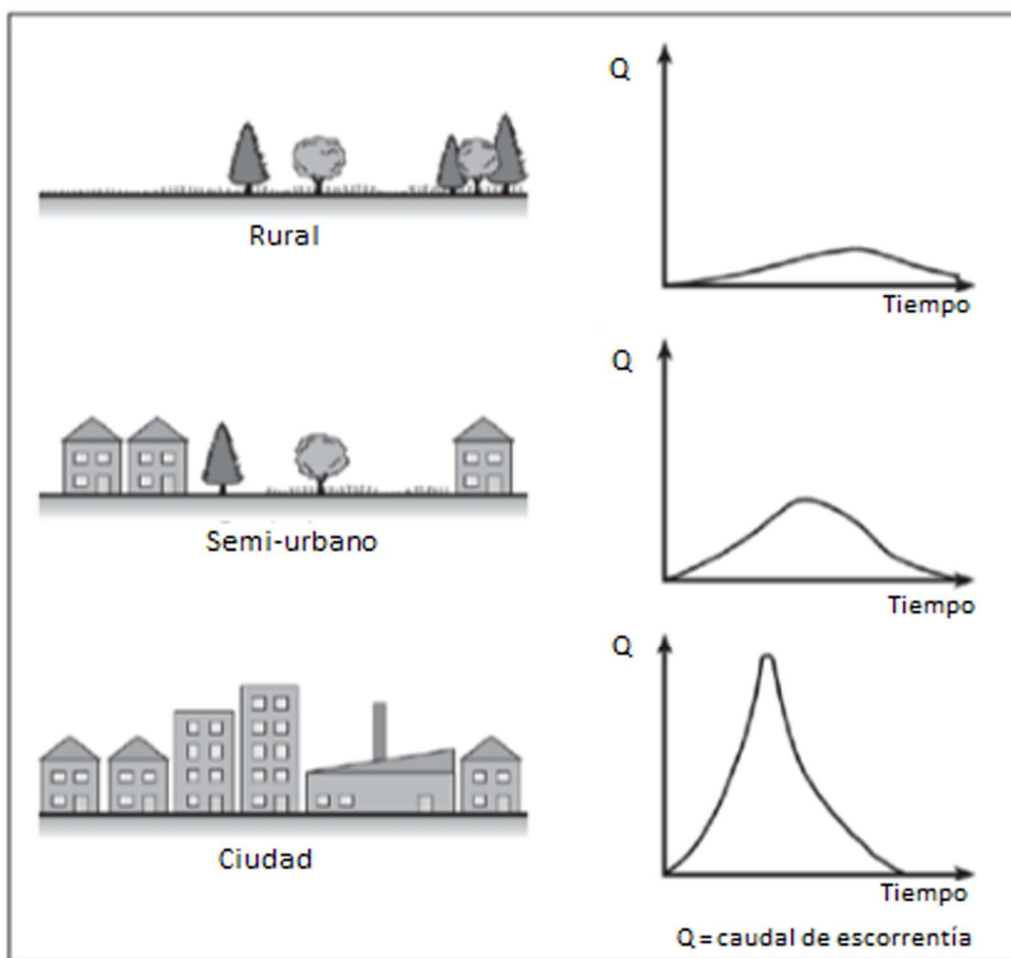 Q
Rural
Tiempo
Q
Semi-urbano
Tiempo
Q
Ciudad
Tiempo
Q = caudal de escorrentía